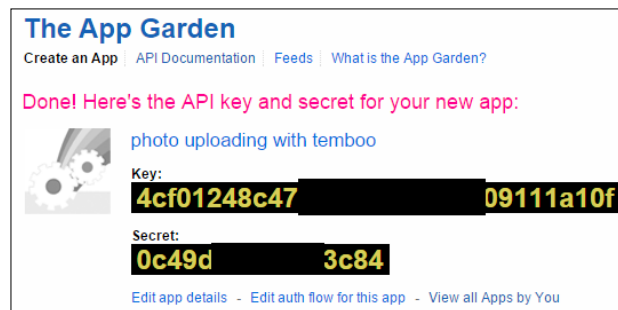 The App Garden
Create an App API Documentation Feeds What is the App Garden?
Done! Here's the API key and secret for your new app:
photo uploading with temboo
Key:
4cf01248c47 09111a10f
Secret:
0c49d 3c84
Edit app details - Edit auth flow for this app - View all Apps by You